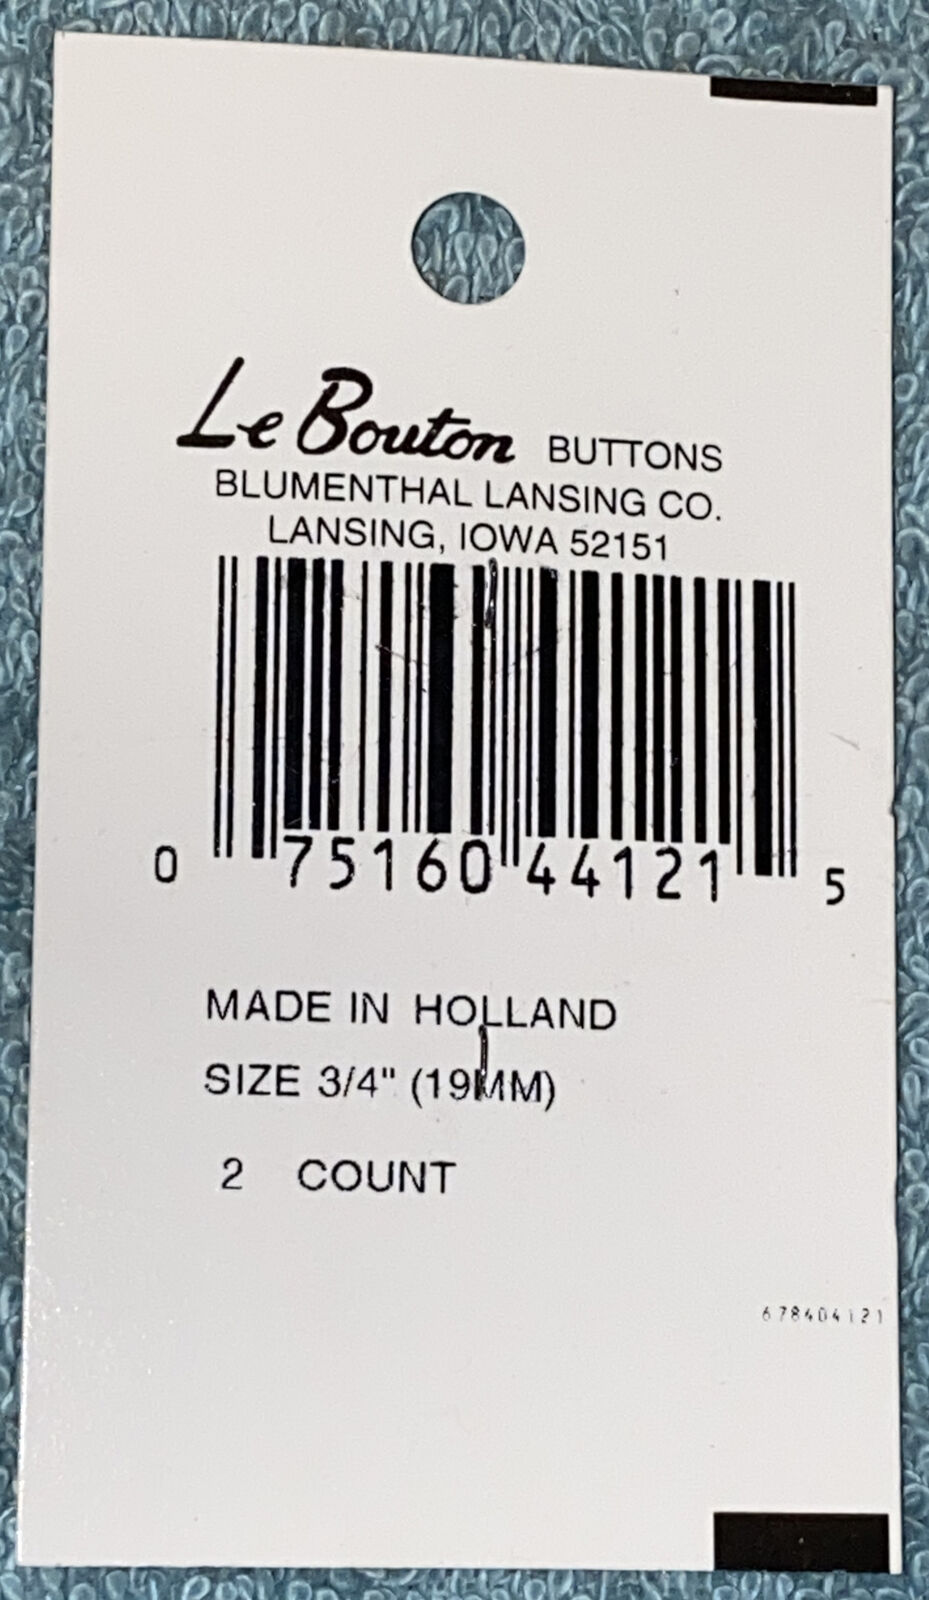 Le Bouton BUTTONS
BLUMENTHAL LANSING CO.
LANSING, IOWA 52151
0 75160 44121 5
MADE IN HOLLAND
SIZE 3/4" (19MM)
2 COUNT
678404121